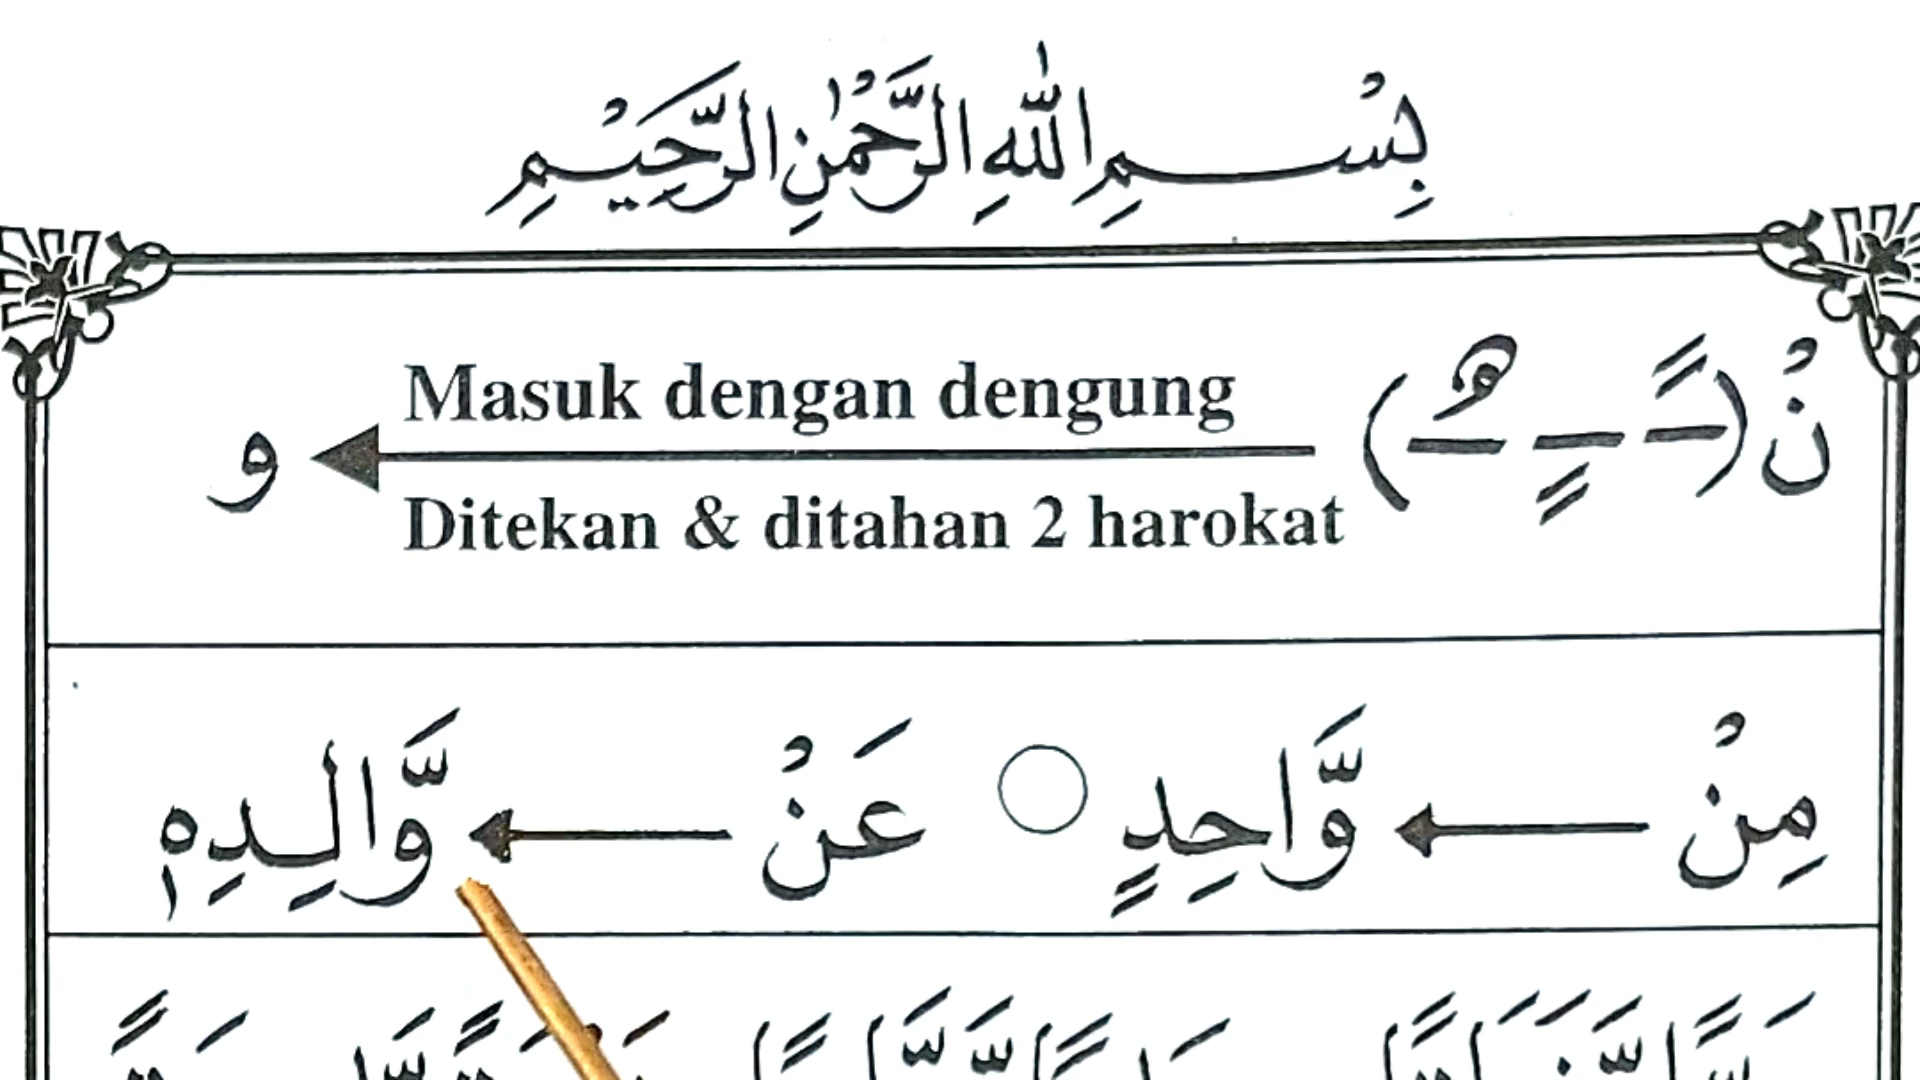 بِسْمِ اللّٰهِ الرَّحْمٰنِ الرَّحِيْمِ
نْ (ـً ـٍ ـٌ) Masuk dengan dengung و
Ditekan & ditahan 2 harokat
مِنْ وَّاحِدٍ ○ عَنْ وَّالِدِهٖ